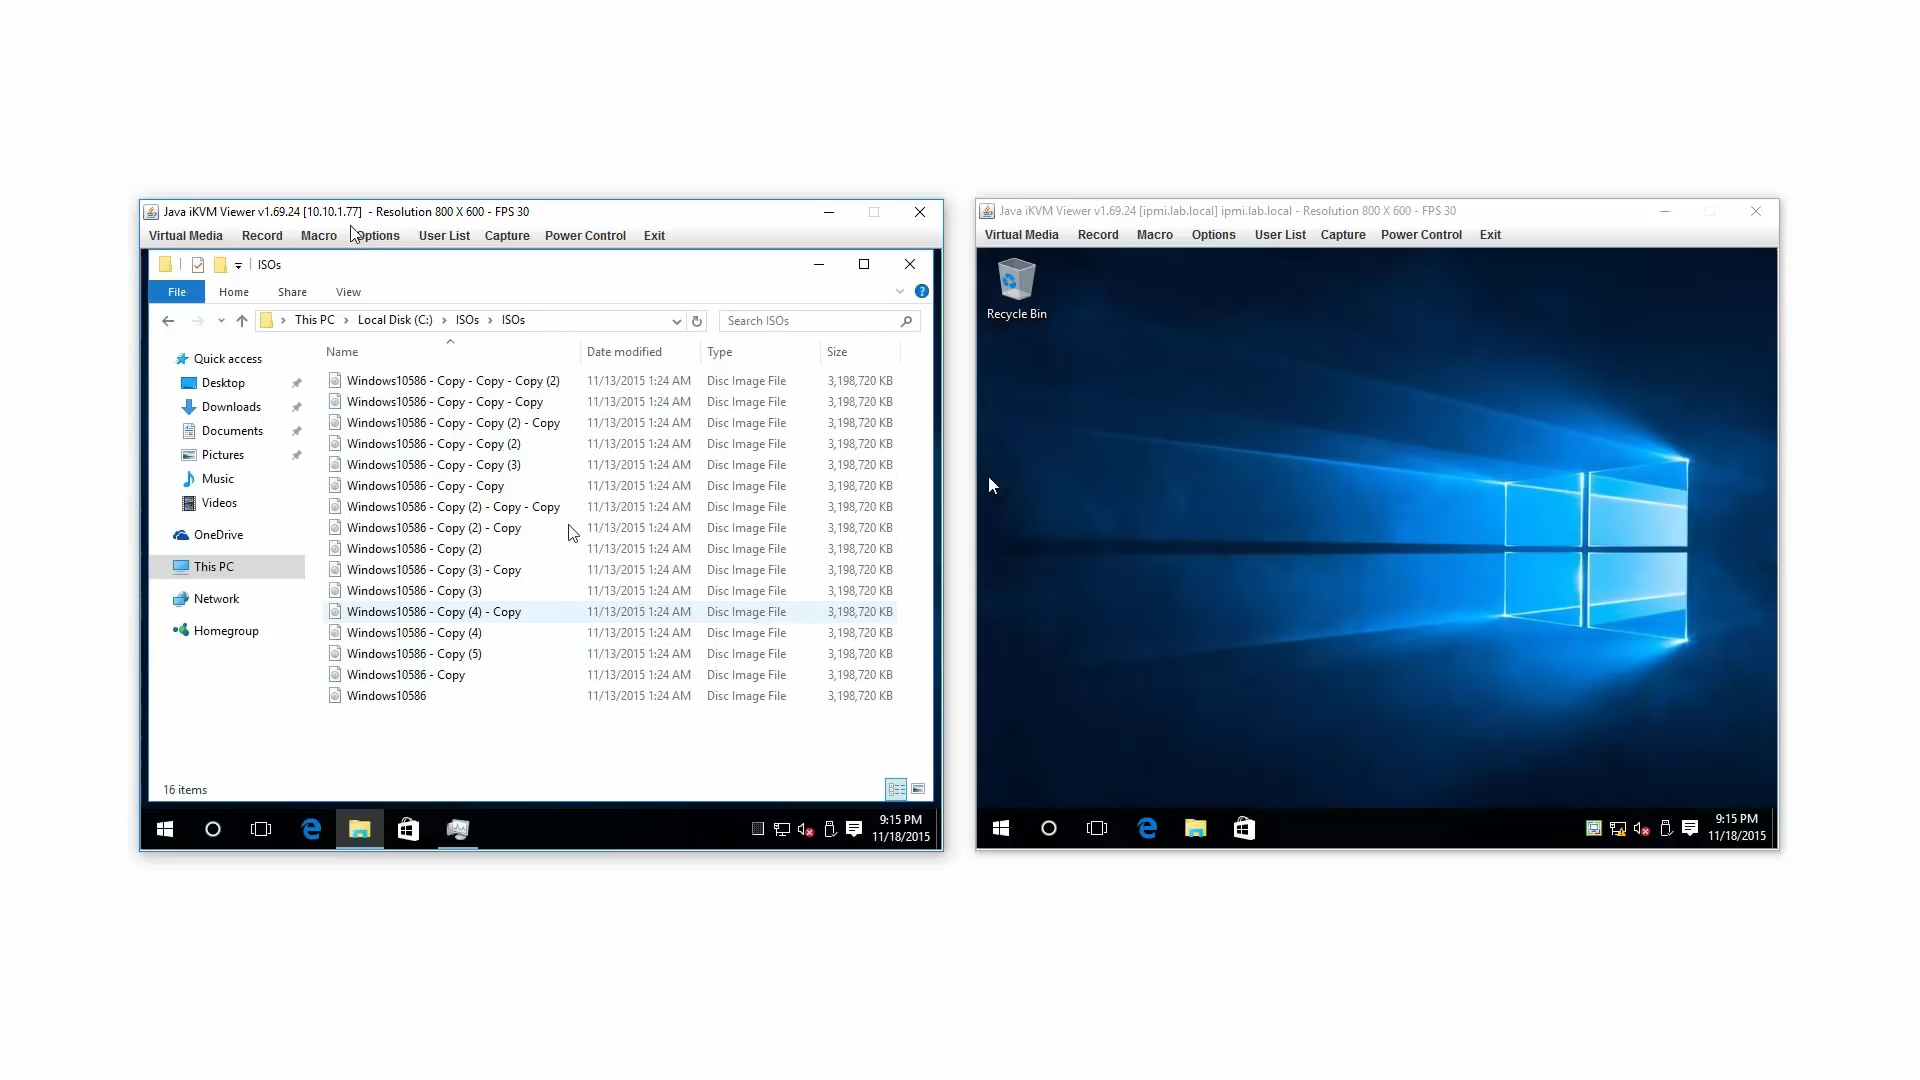 Java iKVM Viewer v1.69.24 [10.10.1.77]  - Resolution 800 X 600 - FPS 30
Virtual Media Record Macro Options User List Capture Power Control Exit
ISOs
File Home Share View
This PC Local Disk (C:) ISOs ISOs Search ISOs
Name Date modified Type Size
Quick access
Desktop
Downloads
Documents
Pictures
Music
Videos
OneDrive
This PC
Network
Homegroup
Windows10586 - Copy - Copy - Copy (2) 11/13/2015 1:24 AM Disc Image File 3,198,720 KB
Windows10586 - Copy - Copy - Copy 11/13/2015 1:24 AM Disc Image File 3,198,720 KB
Windows10586 - Copy - Copy (2) - Copy 11/13/2015 1:24 AM Disc Image File 3,198,720 KB
Windows10586 - Copy - Copy (2) 11/13/2015 1:24 AM Disc Image File 3,198,720 KB
Windows10586 - Copy - Copy (3) 11/13/2015 1:24 AM Disc Image File 3,198,720 KB
Windows10586 - Copy - Copy 11/13/2015 1:24 AM Disc Image File 3,198,720 KB
Windows10586 - Copy (2) - Copy - Copy 11/13/2015 1:24 AM Disc Image File 3,198,720 KB
Windows10586 - Copy (2) - Copy 11/13/2015 1:24 AM Disc Image File 3,198,720 KB
Windows10586 - Copy (2) 11/13/2015 1:24 AM Disc Image File 3,198,720 KB
Windows10586 - Copy (3) - Copy 11/13/2015 1:24 AM Disc Image File 3,198,720 KB
Windows10586 - Copy (3) 11/13/2015 1:24 AM Disc Image File 3,198,720 KB
Windows10586 - Copy (4) - Copy 11/13/2015 1:24 AM Disc Image File 3,198,720 KB
Windows10586 - Copy (4) 11/13/2015 1:24 AM Disc Image File 3,198,720 KB
Windows10586 - Copy (5) 11/13/2015 1:24 AM Disc Image File 3,198,720 KB
Windows10586 - Copy 11/13/2015 1:24 AM Disc Image File 3,198,720 KB
Windows10586 11/13/2015 1:24 AM Disc Image File 3,198,720 KB
16 items
9:15 PM
11/18/2015
Java iKVM Viewer v1.69.24 [ipmi.lab.local] ipmi.lab.local - Resolution 800 X 600 - FPS 30
Virtual Media Record Macro Options User List Capture Power Control Exit
Recycle Bin
9:15 PM
11/18/2015